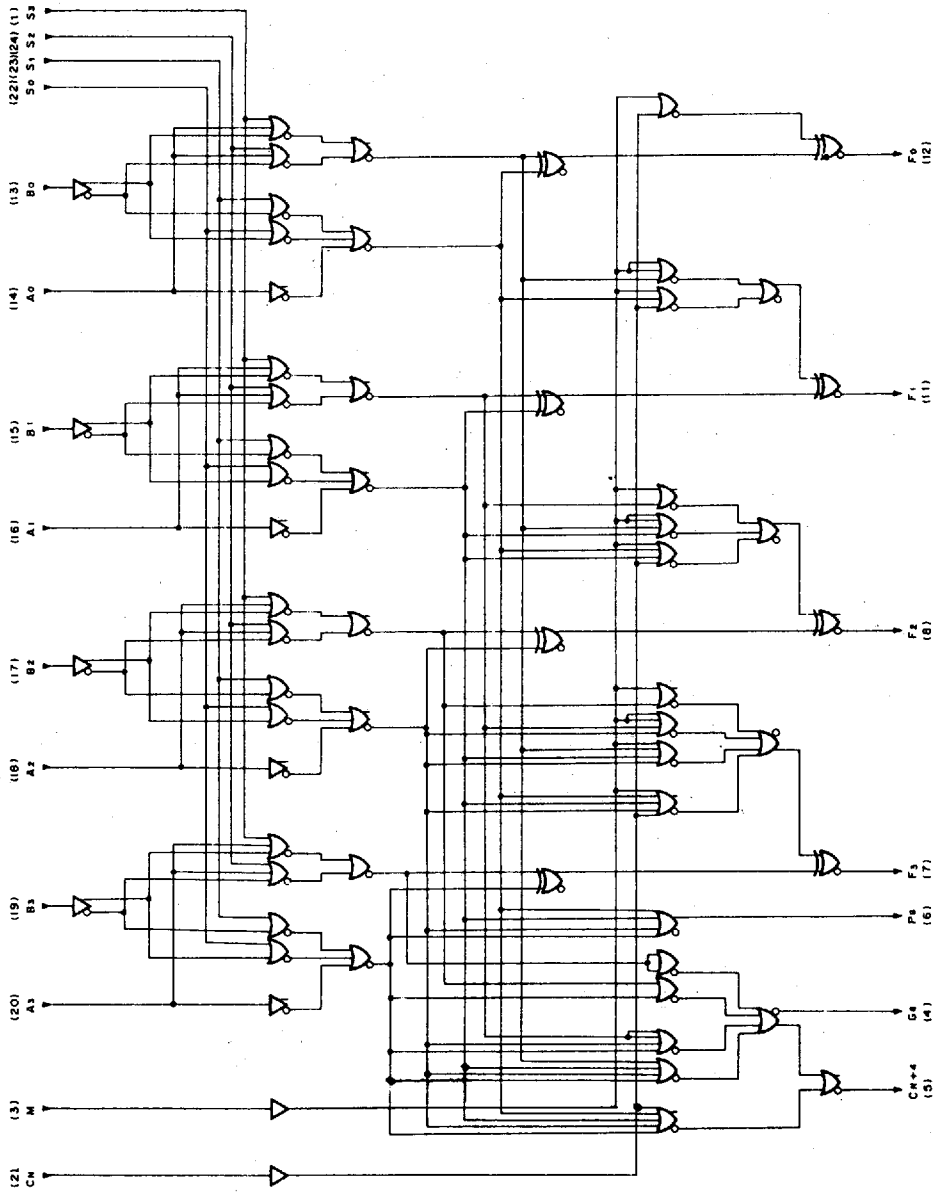 (1) S3
(24) S2
(23) S1
(22) S0
(13) B0
(14) A0
(15) B1
(16) A1
(17) B2
(18) A2
(19) B3
(20) A3
(3) M
(2) CN
F0 (12)
F1 (11)
F2 (8)
F3 (7)
PG (6)
GG (4)
CN+4 (5)